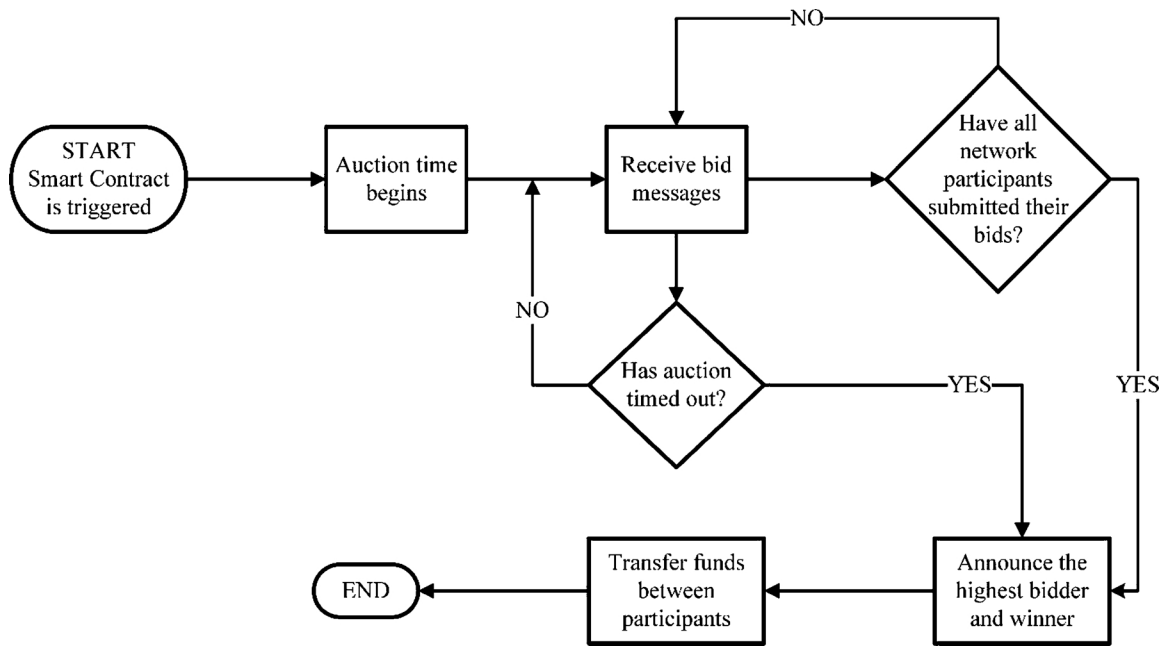 NO
START
Smart Contract
is triggered
Auction time
begins
Receive bid
messages
Have all
network
participants
submitted their
bids?
NO
Has auction
timed out?
YES
YES
END
Transfer funds
between
participants
Announce the
highest bidder
and winner